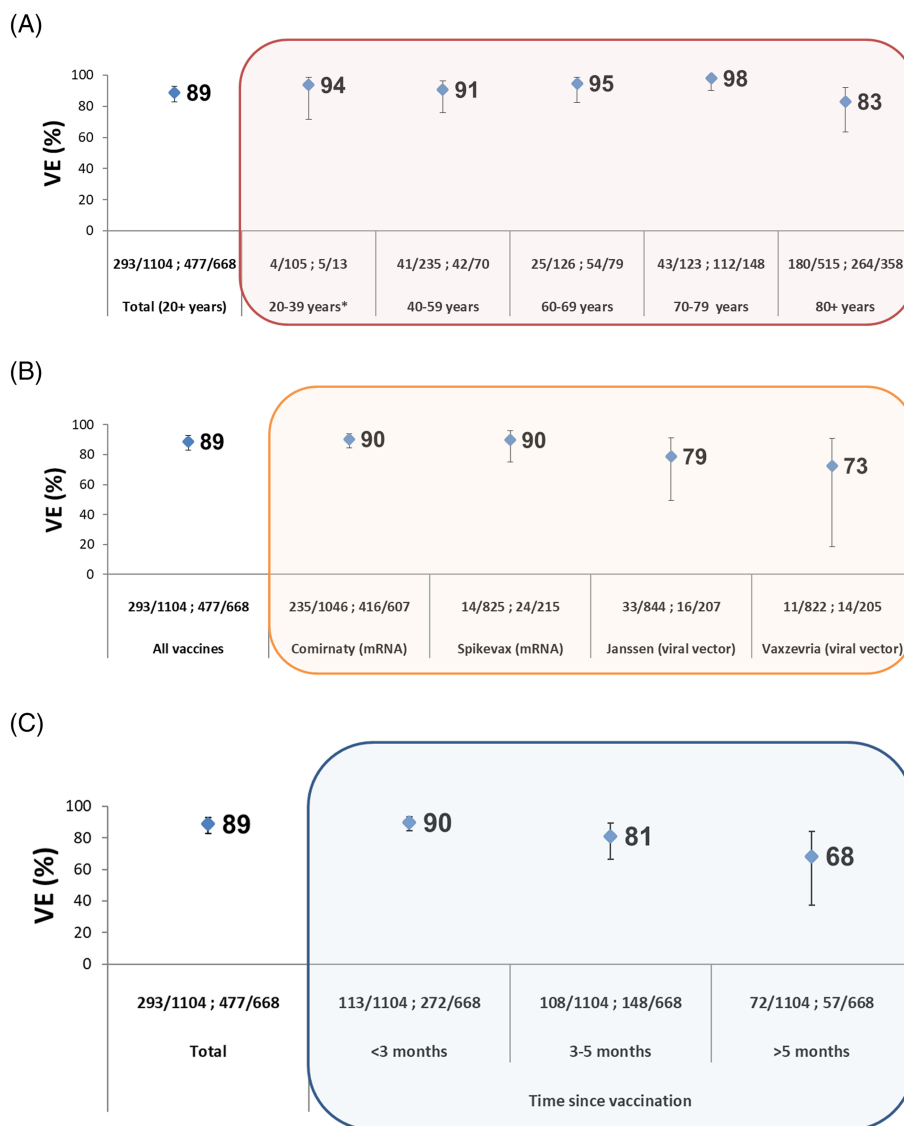 (A)
100
80
60
40
20
0
VE (%)
89
94
91
95
98
83
293/1104 ; 477/668
4/105 ; 5/13
41/235 ; 42/70
25/126 ; 54/79
43/123 ; 112/148
180/515 ; 264/358
Total (20+ years)
20-39 years*
40-59 years
60-69 years
70-79 years
80+ years
(B)
100
80
60
40
20
0
VE (%)
89
90
90
79
73
293/1104 ; 477/668
235/1046 ; 416/607
14/825 ; 24/215
33/844 ; 16/207
11/822 ; 14/205
All vaccines
Comirnaty (mRNA)
Spikevax (mRNA)
Janssen (viral vector)
Vaxzevria (viral vector)
(C)
100
80
60
40
20
0
VE (%)
89
90
81
68
293/1104 ; 477/668
113/1104 ; 272/668
108/1104 ; 148/668
72/1104 ; 57/668
Total
<3 months
3-5 months
>5 months
Time since vaccination